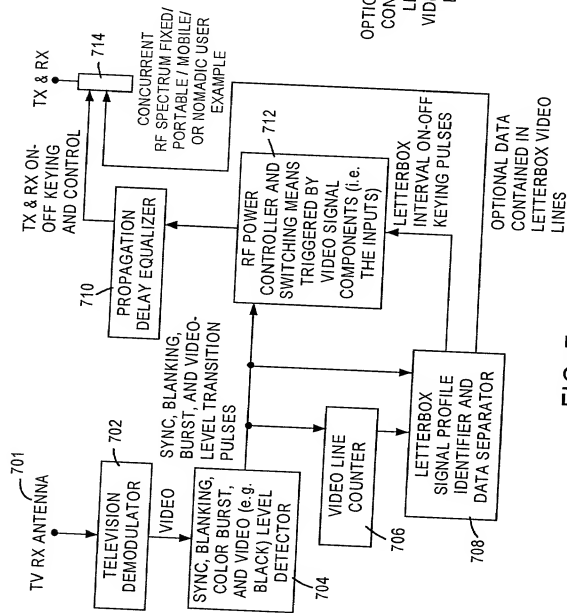 701
TV RX ANTENNA
702
TELEVISION
DEMODULATOR
VIDEO
SYNC, BLANKING,
COLOR BURST,
AND VIDEO (e.g.
BLACK) LEVEL
DETECTOR
704
SYNC, BLANKING,
BURST, AND VIDEO-
LEVEL TRANSITION
PULSES
VIDEO LINE
COUNTER
706
LETTERBOX
SIGNAL PROFILE
IDENTIFIER AND
DATA SEPARATOR
708
710
PROPAGATION
DELAY EQUALIZER
712
RF POWER
CONTROLLER AND
SWITCHING MEANS
TRIGGERED BY
VIDEO SIGNAL
COMPONENTS (i.e.
THE INPUTS)
LETTERBOX
INTERVAL ON-OFF
KEYING PULSES
TX & RX ON-
OFF KEYING
AND CONTROL
TX & RX
714
CONCURRENT
RF SPECTRUM FIXED/
PORTABLE / MOBILE/
OR NOMADIC USER
EXAMPLE
OPTIONAL DATA
CONTAINED IN
LETTERBOX VIDEO
LINES